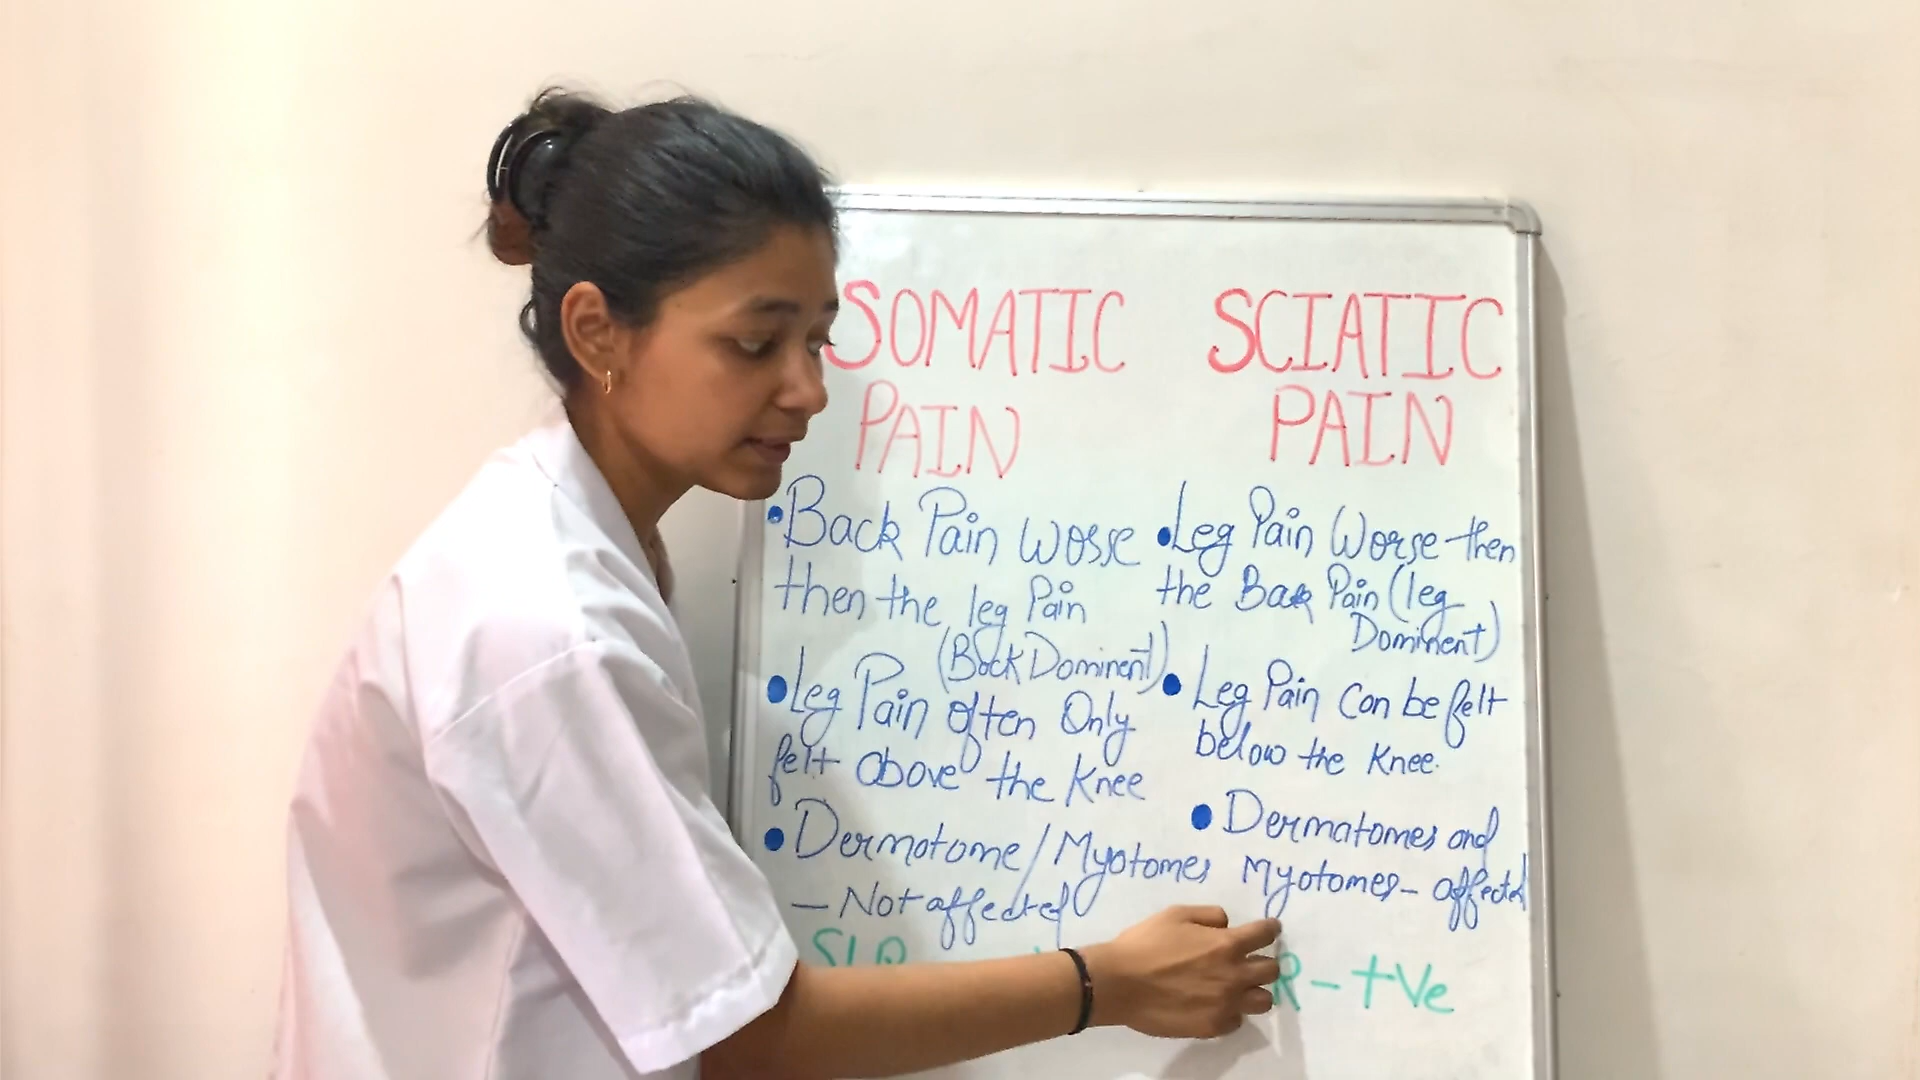 SOMATIC
PAIN
•Back Pain Worse
then the leg Pain
(Back Dominent)
•Leg Pain often Only
felt above the Knee
•Dermotome/Myotomes
— Not affected
SLR
SCIATIC
PAIN
•Leg Pain Worse then
the Back Pain (leg
Dominent)
•Leg Pain Can be felt
below the Knee.
•Dermatomes and
Myotomes - affected
R - +Ve